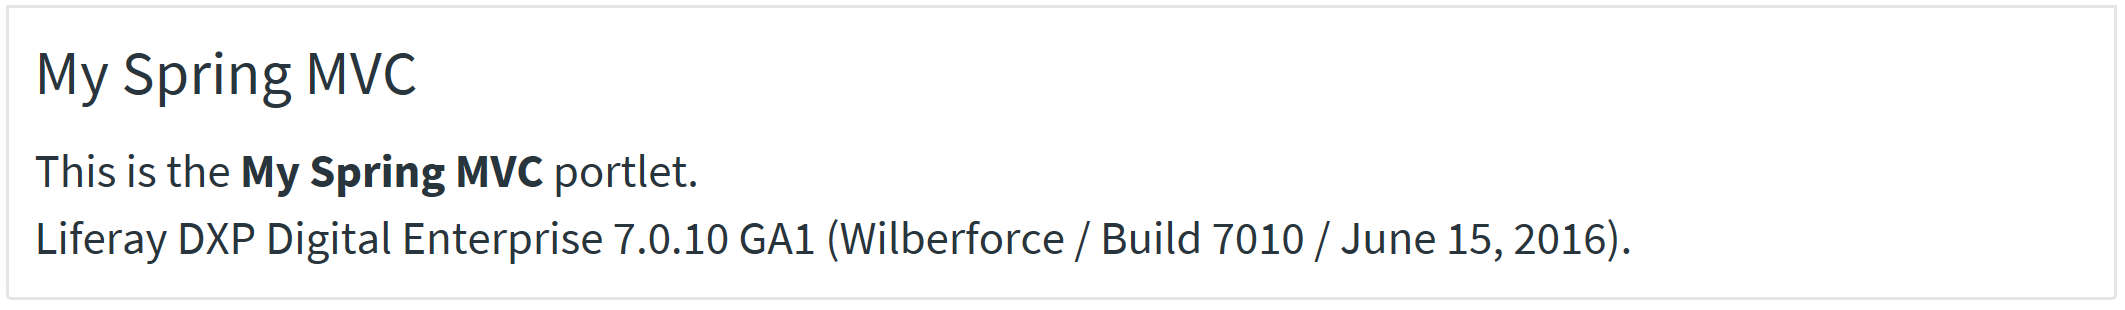 My Spring MVC
This is the My Spring MVC portlet.
Liferay DXP Digital Enterprise 7.0.10 GA1 (Wilberforce / Build 7010 / June 15, 2016).